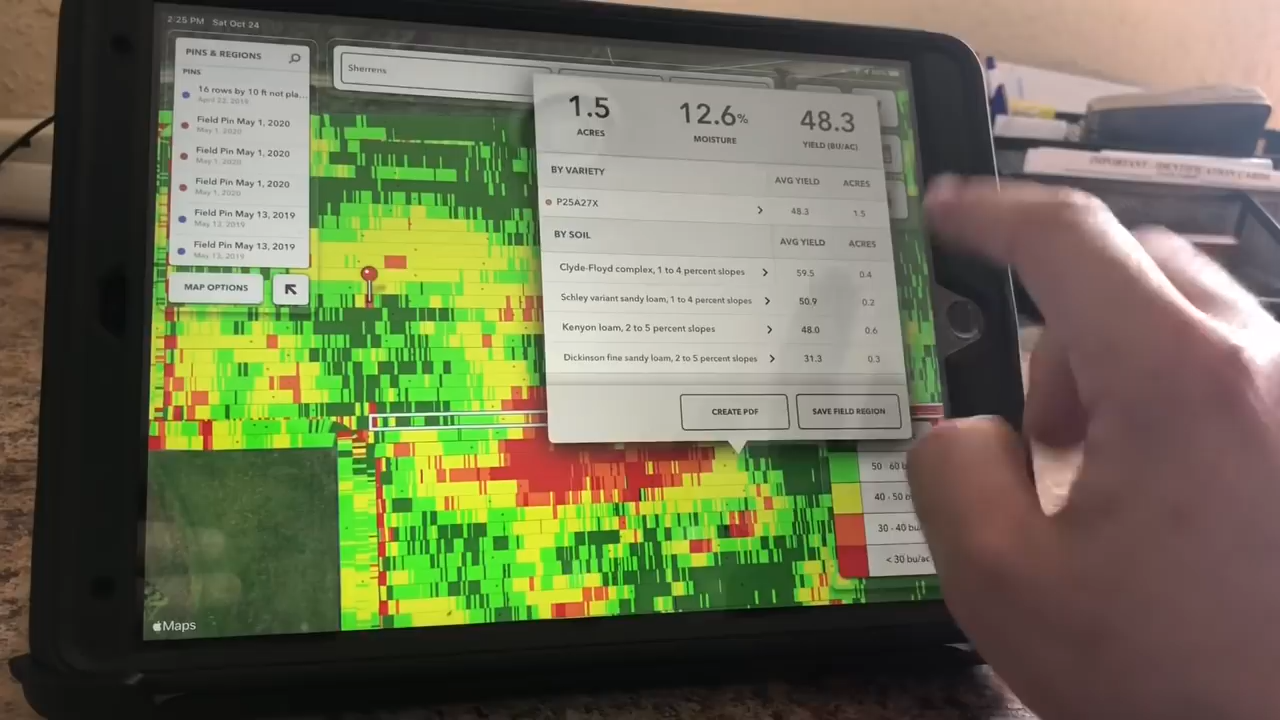 2:25 PM Sat Oct 24
PINS & REGIONS
PINS
16 rows by 10 ft not pla...
April 22, 2019
Field Pin May 1, 2020
May 1, 2020
Field Pin May 1, 2020
May 1, 2020
Field Pin May 1, 2020
May 1, 2020
Field Pin May 13, 2019
May 13, 2019
Field Pin May 13, 2019
May 13, 2019
MAP OPTIONS
Sherrens
1.5 12.6% 48.3
ACRES MOISTURE YIELD (BU/AC)
BY VARIETY AVG YIELD ACRES
P25A27X 48.3 1.5
BY SOIL AVG YIELD ACRES
Clyde-Floyd complex, 1 to 4 percent slopes 59.5 0.4
Schley variant sandy loam, 1 to 4 percent slopes 50.9 0.2
Kenyon loam, 2 to 5 percent slopes 48.0 0.6
Dickinson fine sandy loam, 2 to 5 percent slopes 31.3 0.3
CREATE PDF SAVE FIELD REGION
50 - 60 b
40 - 50 b
30 - 40 bu/
< 30 bu/ac
Maps
IMPORTANT - IDENTIFICATION CARDS